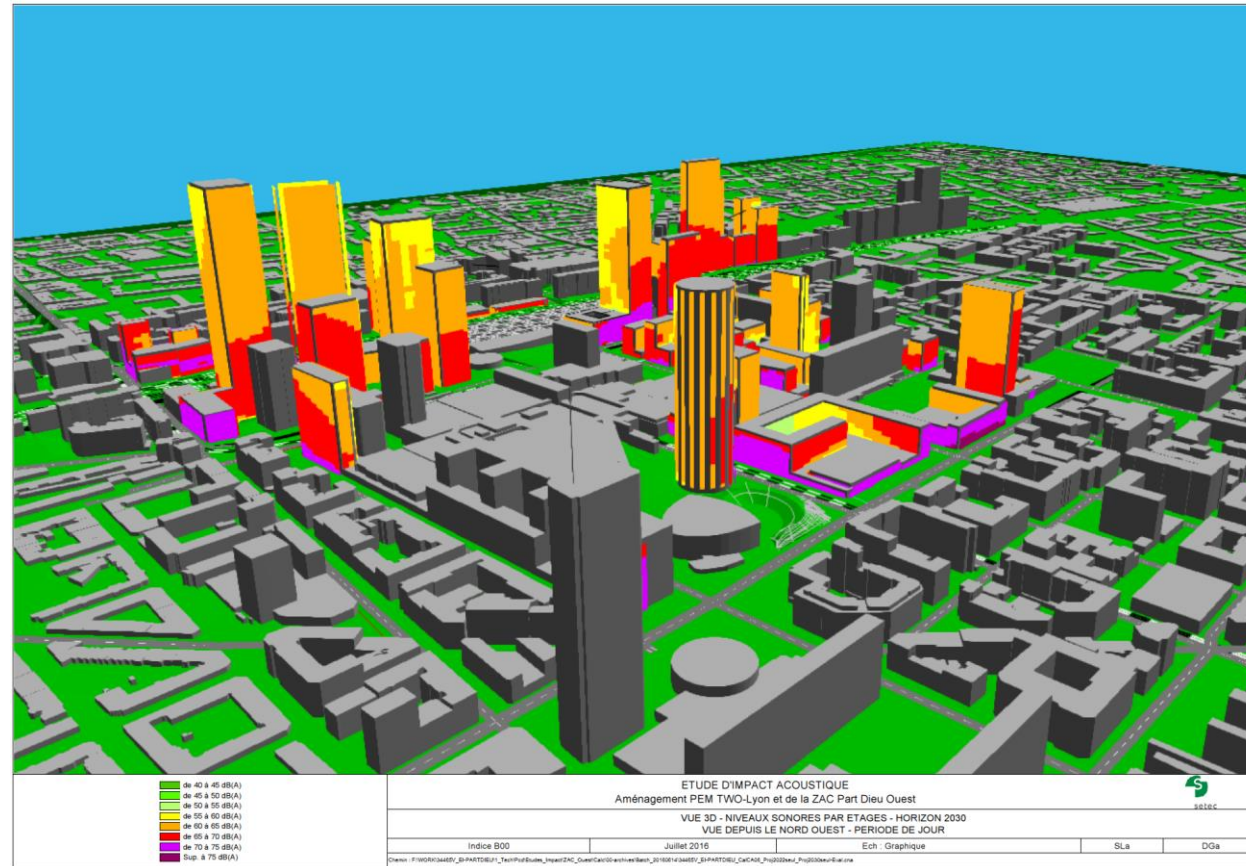 de 40 à 45 dB(A)
de 45 à 50 dB(A)
de 50 à 55 dB(A)
de 55 à 60 dB(A)
de 60 à 65 dB(A)
de 65 à 70 dB(A)
de 70 à 75 dB(A)
Sup. à 75 dB(A)
ETUDE D'IMPACT ACOUSTIQUE
Aménagement PEM TWO-Lyon et de la ZAC Part Dieu Ouest
setec
VUE 3D - NIVEAUX SONORES PAR ETAGES - HORIZON 2030
VUE DEPUIS LE NORD OUEST - PERIODE DE JOUR
Indice B00 Juillet 2016 Ech : Graphique SLa DGa
Chemin :